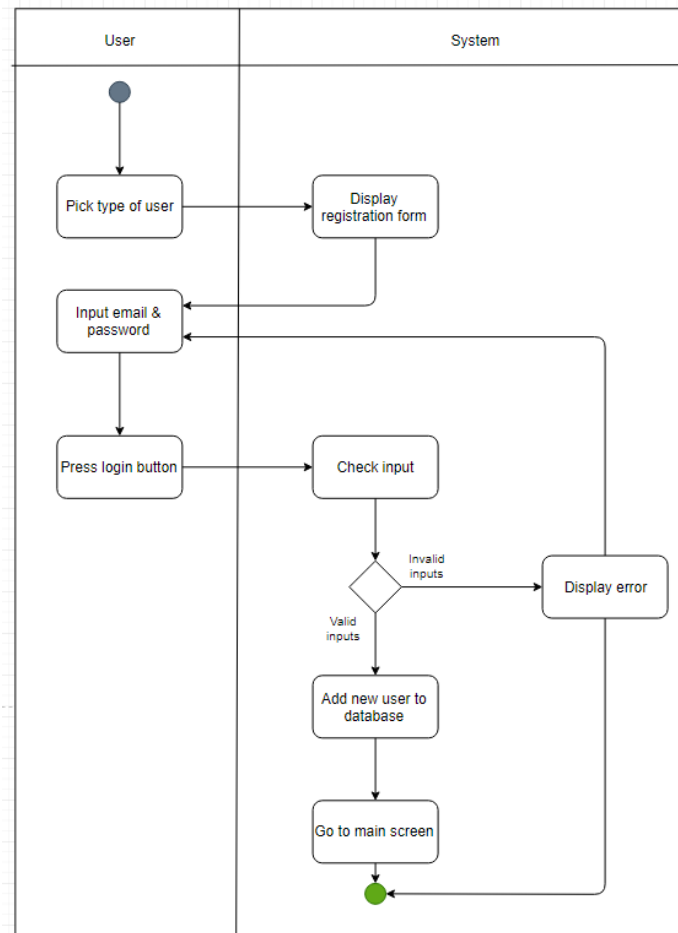 User
System
Pick type of user
Display
registration form
Input email &
password
Press login button
Check input
Invalid
inputs
Display error
Valid
inputs
Add new user to
database
Go to main screen